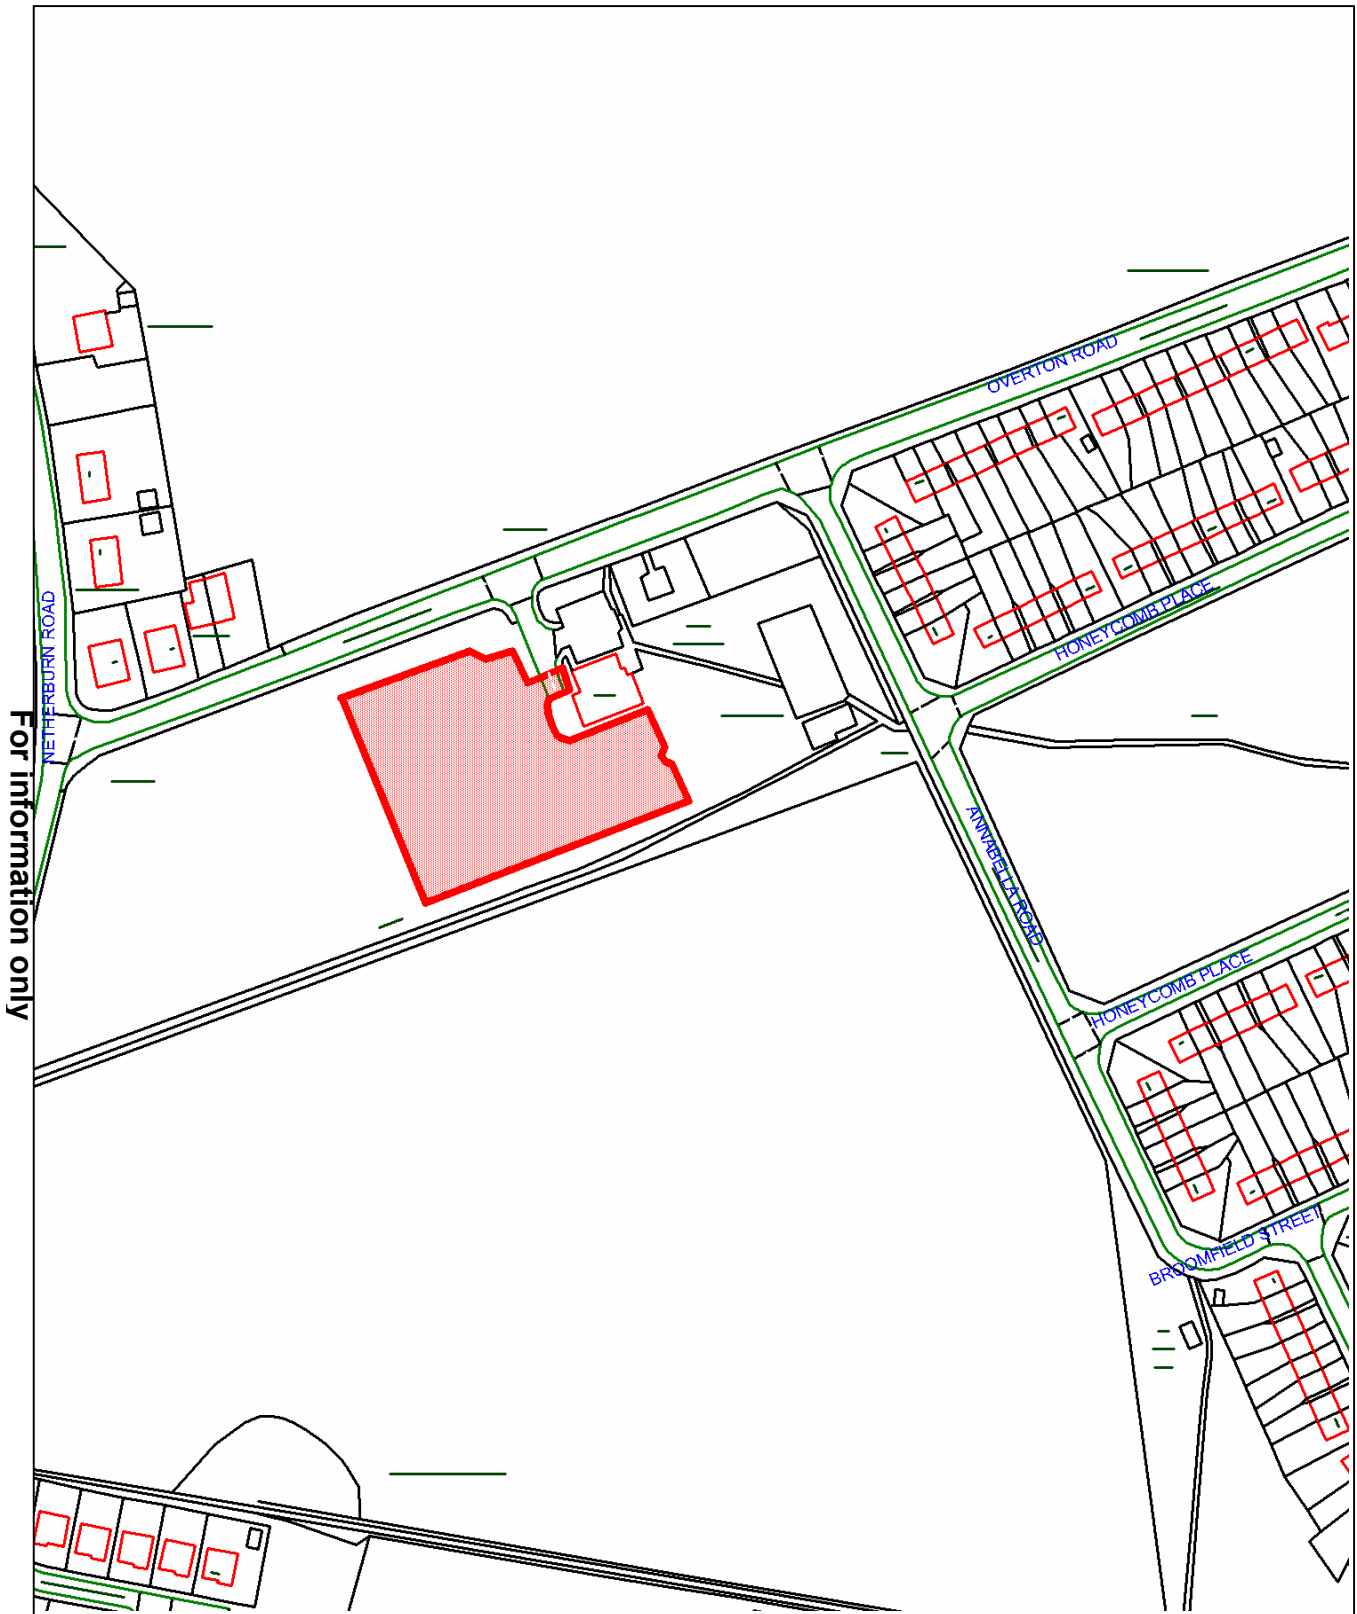 OVERTON ROAD
HONEYCOMB PLACE
NETHERBURN ROAD
For information only
ANNABELLA ROAD
HONEYCOMB PLACE
BROOMFIELD STREET